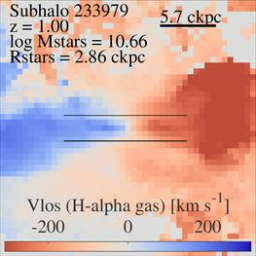 Subhalo 233979
5.7 ckpc
z = 1.00
log Mstars = 10.66
Rstars = 2.86 ckpc
Vlos (H-alpha gas) [km s⁻¹]
-200 0 200